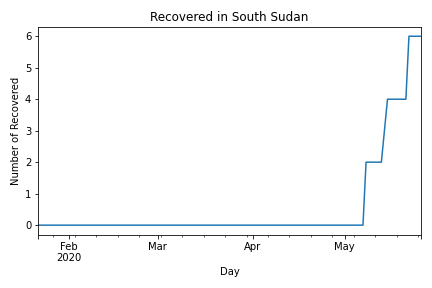 Recovered in South Sudan
Number of Recovered
6
5
4
3
2
1
0
Feb
2020
Mar
Apr
May
Day